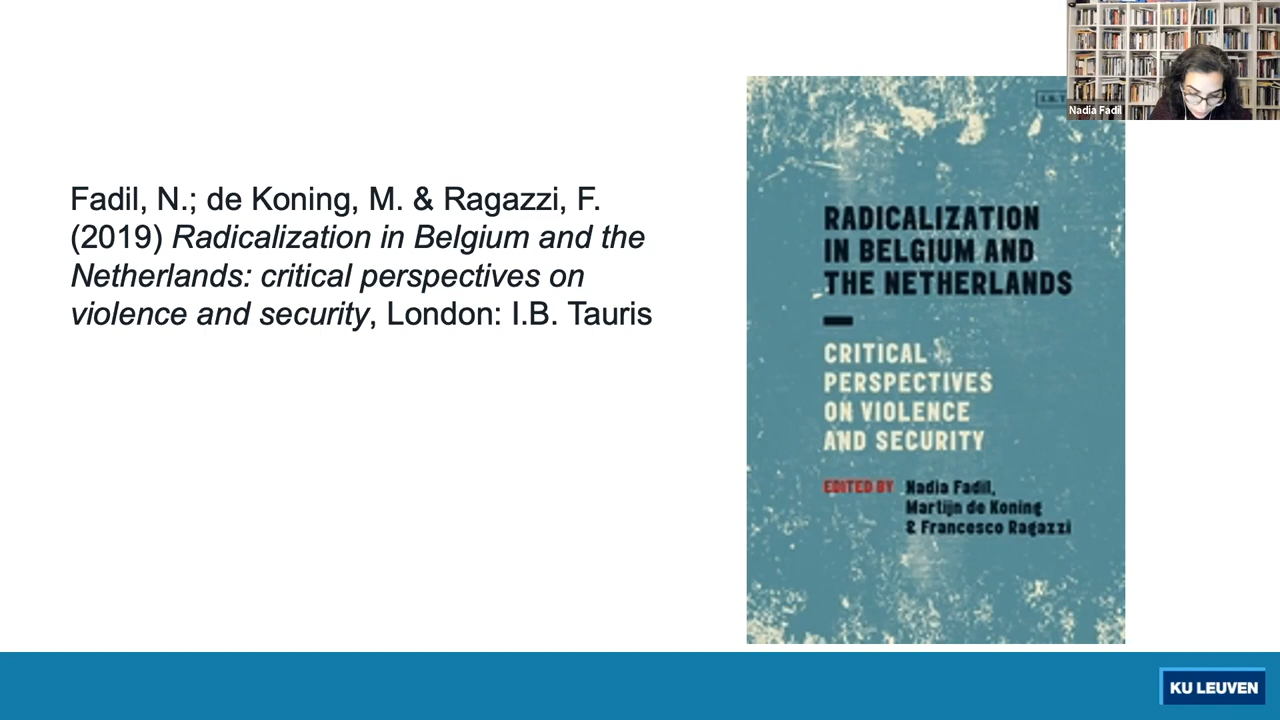 Nadia Fadil
Fadil, N.; de Koning, M. & Ragazzi, F.
(2019) Radicalization in Belgium and the
Netherlands: critical perspectives on
violence and security, London: I.B. Tauris
RADICALIZATION
IN BELGIUM AND
THE NETHERLANDS
CRITICAL
PERSPECTIVES
ON VIOLENCE
AND SECURITY
EDITED BY Nadia Fadil,
Martijn de Koning
& Francesco Ragazzi
KU LEUVEN